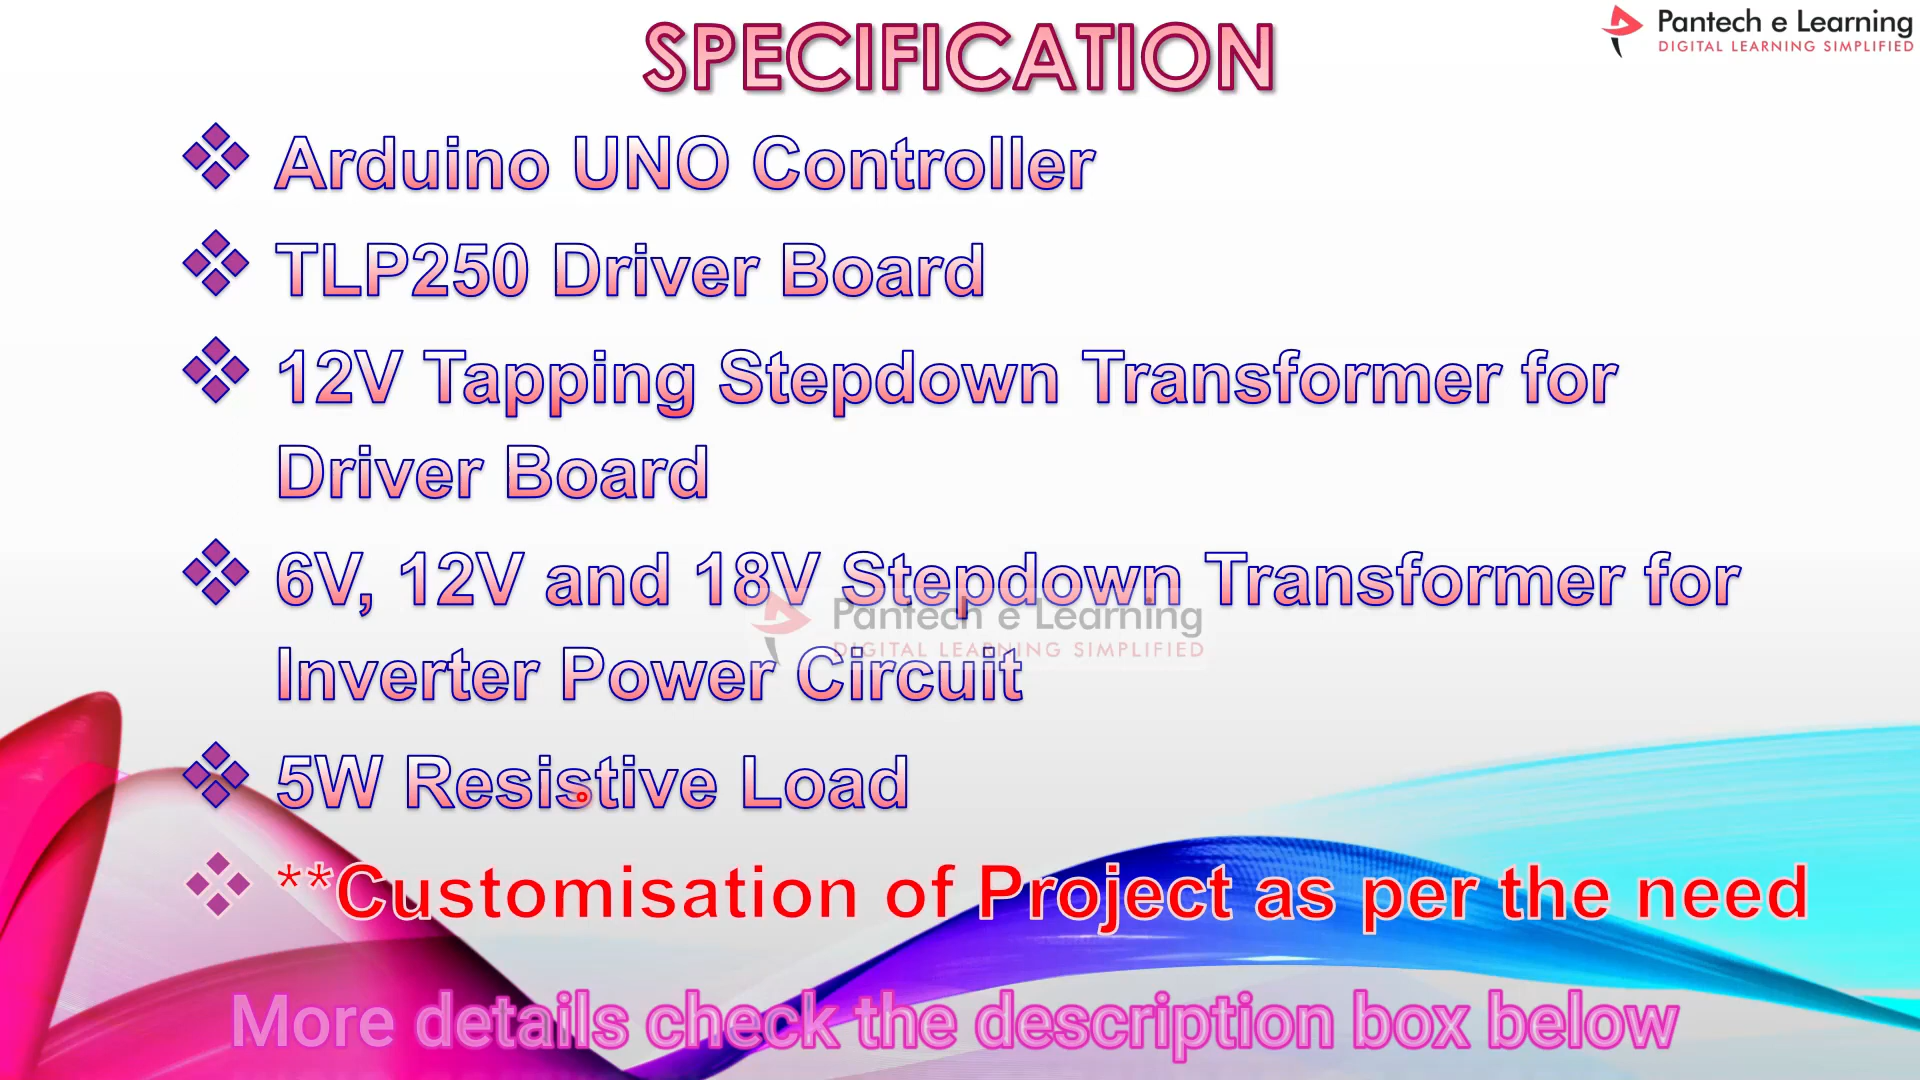 SPECIFICATION
Pantech e Learning
DIGITAL LEARNING SIMPLIFIED
Arduino UNO Controller
TLP250 Driver Board
12V Tapping Stepdown Transformer for
Driver Board
6V, 12V and 18V Stepdown Transformer for
Pantech e Learning
DIGITAL LEARNING SIMPLIFIED
Inverter Power Circuit
5W Resistive Load
**Customisation of Project as per the need
More details check the description box below